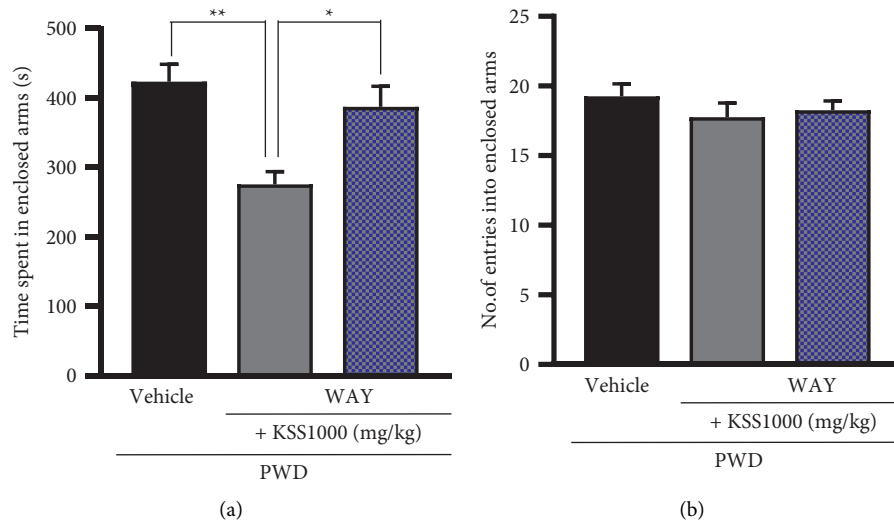 ** *
500
400
300
200
100
0
Time spent in enclosed arms (s)
Vehicle WAY
+ KSS1000 (mg/kg)
PWD
(a)
25
20
15
10
5
0
No.of entries into enclosed arms
Vehicle WAY
+ KSS1000 (mg/kg)
PWD
(b)